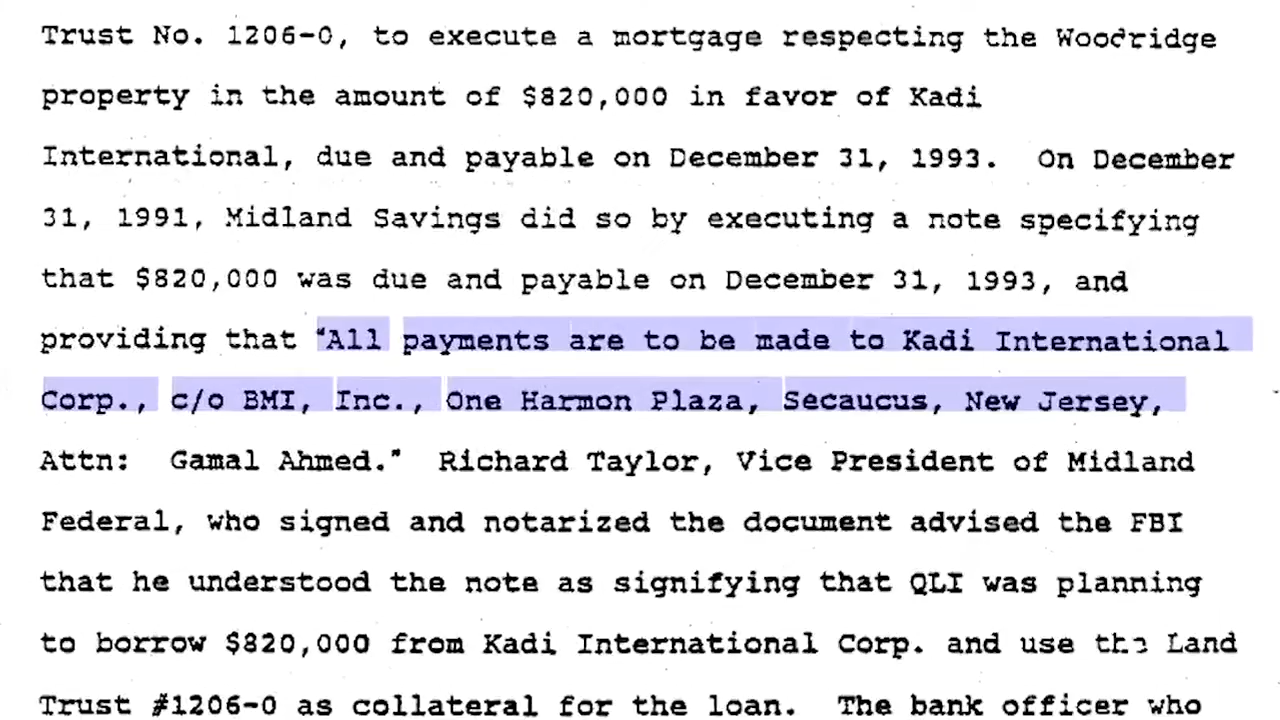 Trust No. 1206-0, to execute a mortgage respecting the Woodridge
property in the amount of $820,000 in favor of Kadi
International, due and payable on December 31, 1993.  On December
31, 1991, Midland Savings did so by executing a note specifying
that $820,000 was due and payable on December 31, 1993, and
providing that "All payments are to be made to Kadi International
Corp., c/o BMI, Inc., One Harmon Plaza, Secaucus, New Jersey,
Attn:  Gamal Ahmed."  Richard Taylor, Vice President of Midland
Federal, who signed and notarized the document advised the FBI
that he understood the note as signifying that QLI was planning
to borrow $820,000 from Kadi International Corp. and use the Land
Trust #1206-0 as collateral for the loan.  The bank officer who